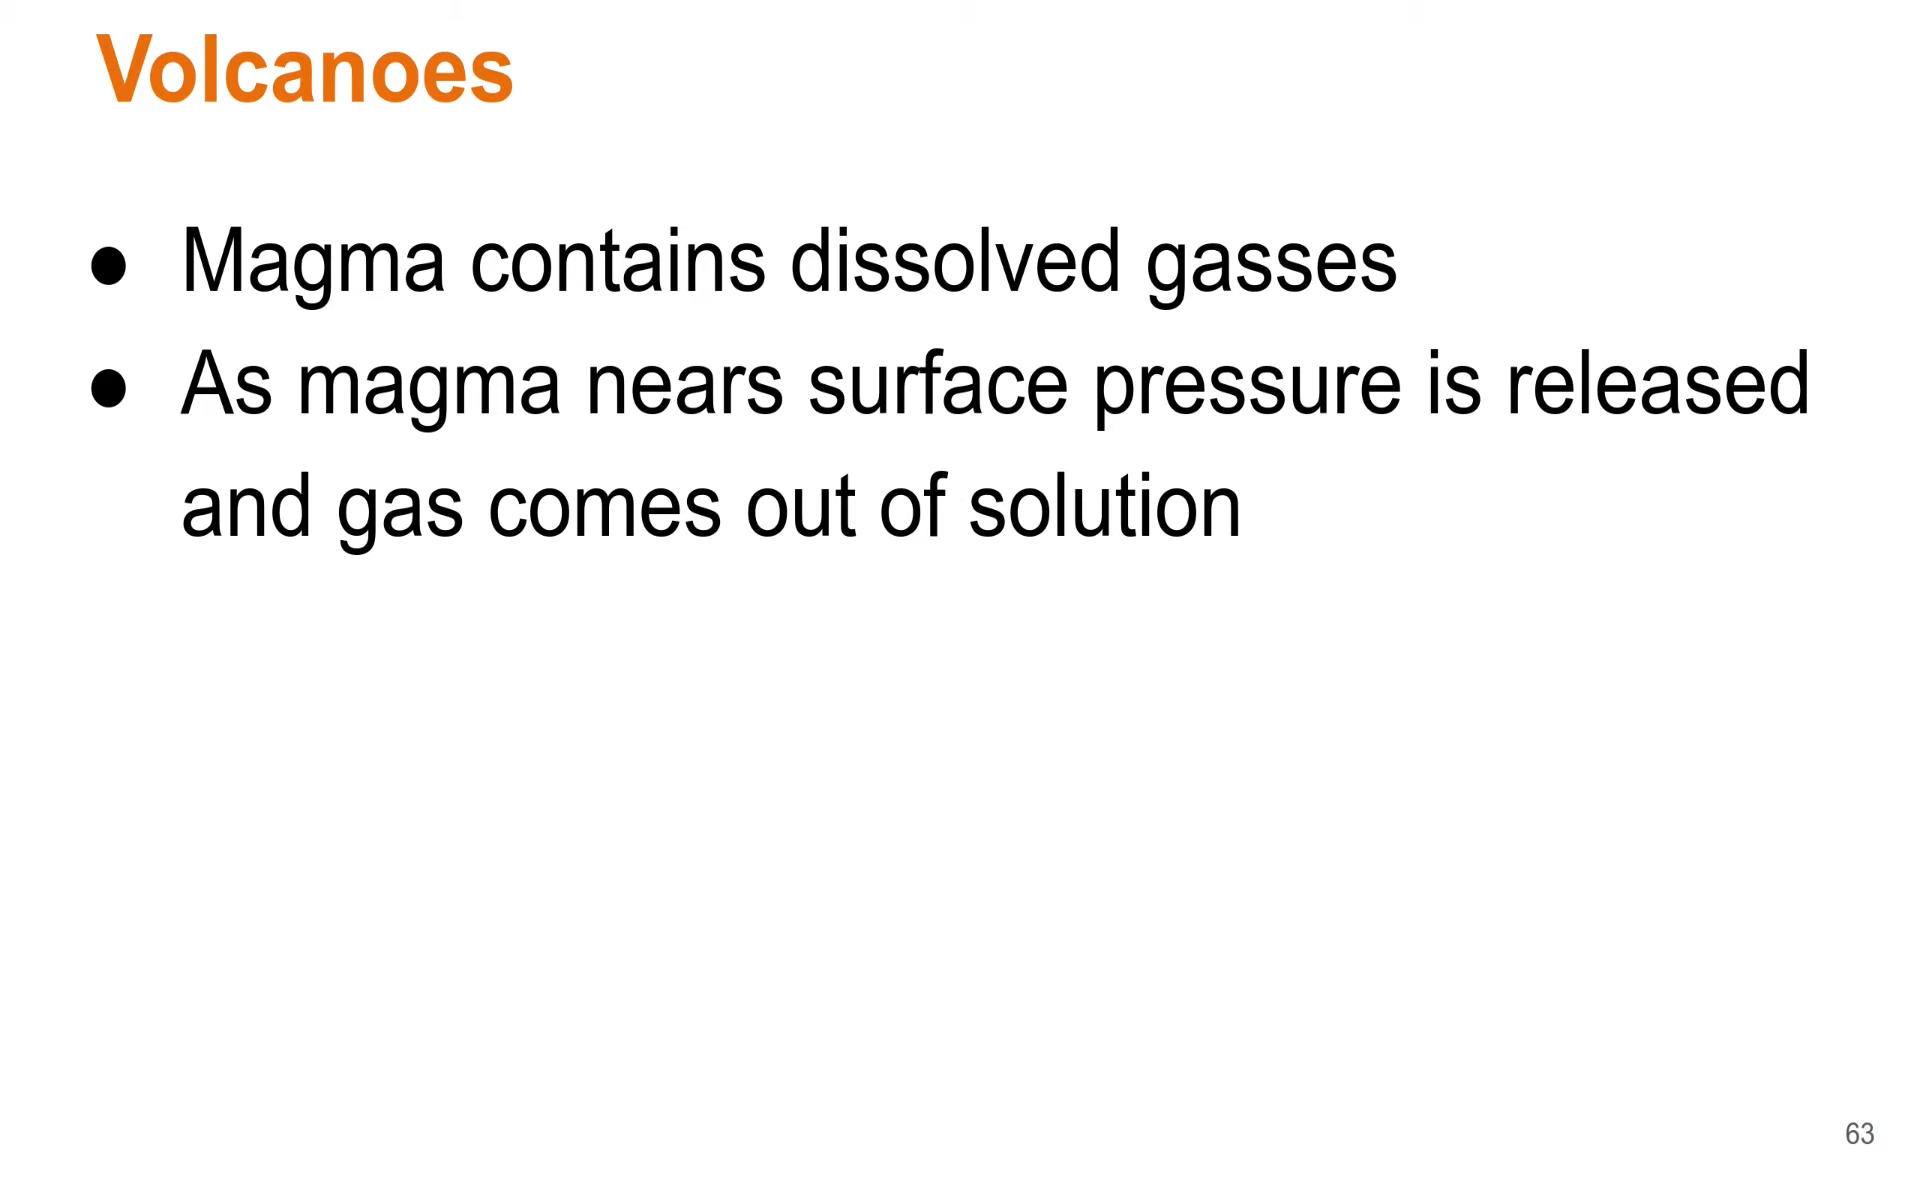 Volcanoes
● Magma contains dissolved gasses
● As magma nears surface pressure is released
and gas comes out of solution
63